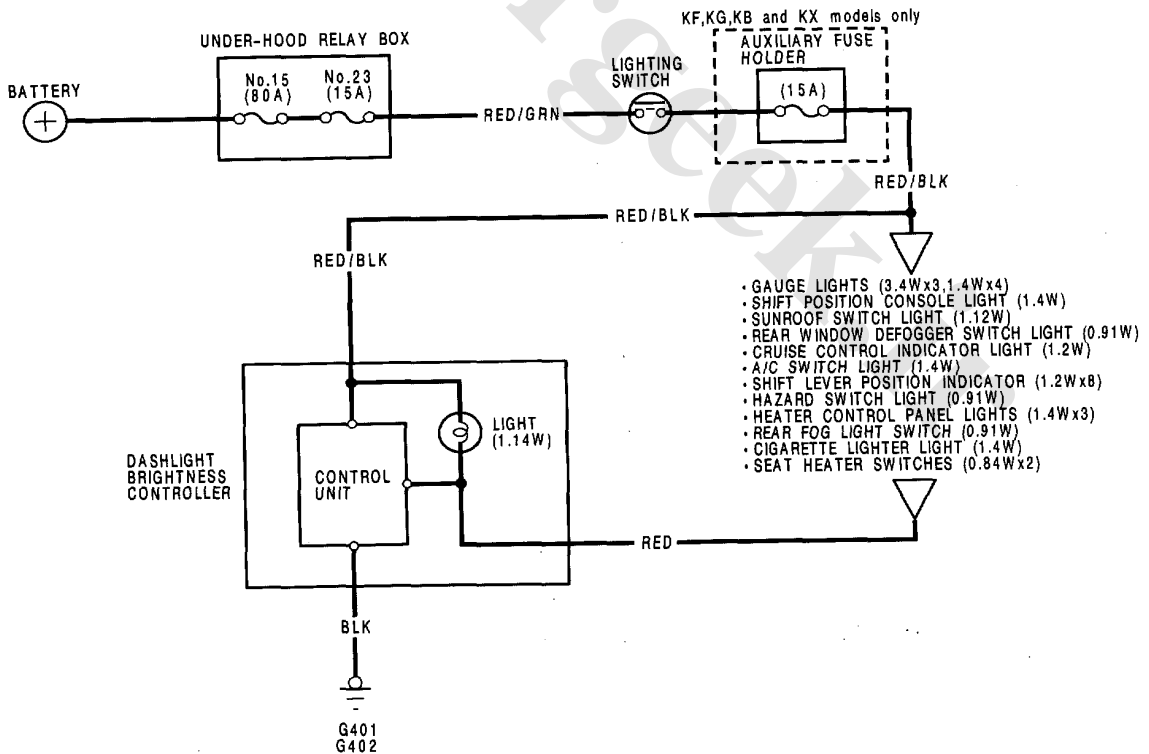 KF,KG,KB and KX models only
UNDER-HOOD RELAY BOX
AUXILIARY FUSE
HOLDER
LIGHTING
SWITCH
No.15
(80A)
No.23
(15A)
(15A)
BATTERY
+
RED/GRN
RED/BLK
RED/BLK
RED/BLK
• GAUGE LIGHTS (3.4Wx3,1.4Wx4)
• SHIFT POSITION CONSOLE LIGHT (1.4W)
• SUNROOF SWITCH LIGHT (1.12W)
• REAR WINDOW DEFOGGER SWITCH LIGHT (0.91W)
• CRUISE CONTROL INDICATOR LIGHT (1.2W)
• A/C SWITCH LIGHT (1.4W)
• SHIFT LEVER POSITION INDICATOR (1.2Wx8)
• HAZARD SWITCH LIGHT (0.91W)
• HEATER CONTROL PANEL LIGHTS (1.4Wx3)
• REAR FOG LIGHT SWITCH (0.91W)
• CIGARETTE LIGHTER LIGHT (1.4W)
• SEAT HEATER SWITCHES (0.84Wx2)
LIGHT
(1.14W)
DASHLIGHT
BRIGHTNESS
CONTROLLER
CONTROL
UNIT
RED
BLK
G401
G402